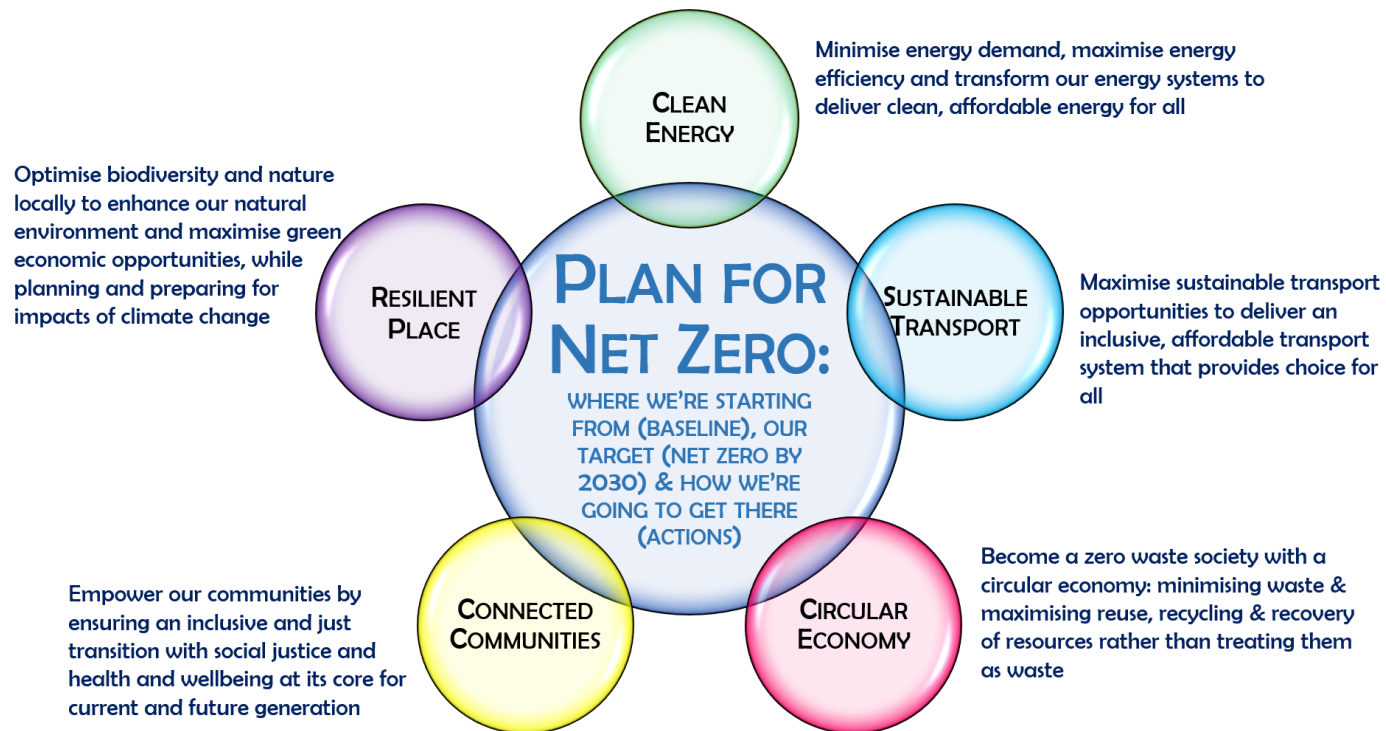 CLEAN
ENERGY
Minimise energy demand, maximise energy
efficiency and transform our energy systems to
deliver clean, affordable energy for all
Optimise biodiversity and nature
locally to enhance our natural
environment and maximise green
economic opportunities, while
planning and preparing for
impacts of climate change
RESILIENT
PLACE
PLAN FOR
NET ZERO:
WHERE WE'RE STARTING
FROM (BASELINE), OUR
TARGET (NET ZERO BY
2030) & HOW WE'RE
GOING TO GET THERE
(ACTIONS)
SUSTAINABLE
TRANSPORT
Maximise sustainable transport
opportunities to deliver an
inclusive, affordable transport
system that provides choice for
all
Empower our communities by
ensuring an inclusive and just
transition with social justice and
health and wellbeing at its core for
current and future generation
CONNECTED
COMMUNITIES
CIRCULAR
ECONOMY
Become a zero waste society with a
circular economy: minimising waste &
maximising reuse, recycling & recovery
of resources rather than treating them
as waste